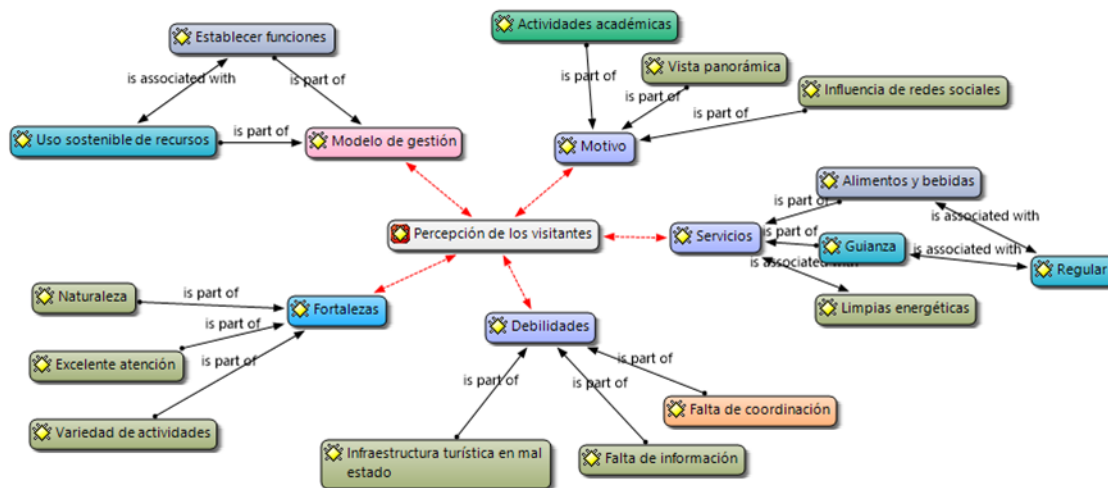 Actividades académicas
Establecer funciones
is part of
Vista panorámica
is associated with
is part of
is part of
Influencia de redes sociales
is part of
Uso sostenible de recursos
is part of
Modelo de gestión
Motivo
Alimentos y bebidas
is part of
is associated with
Percepción de los visitantes
Servicios
is part of
Guianza
is associated with
Regular
is associated with
Naturaleza
is part of
Fortalezas
Limpias energéticas
is part of
Debilidades
Excelente atención
is part of
is part of
is part of
is part of
Falta de coordinación
Variedad de actividades
Infraestructura turística en mal
estado
Falta de información